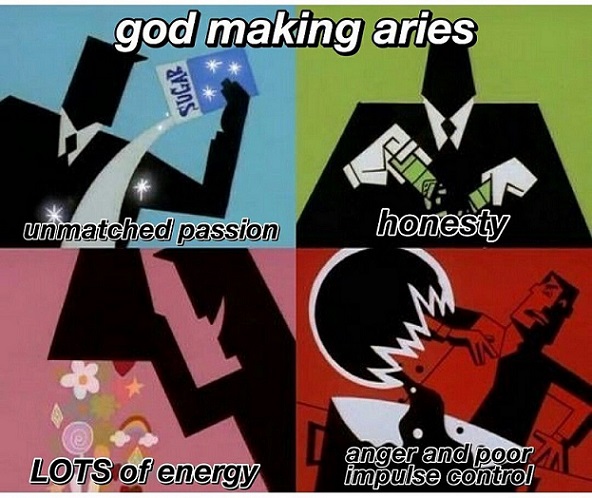 god making aries
SUGAR
unmatched passion
honesty
LOTS of energy
anger and poor
impulse control